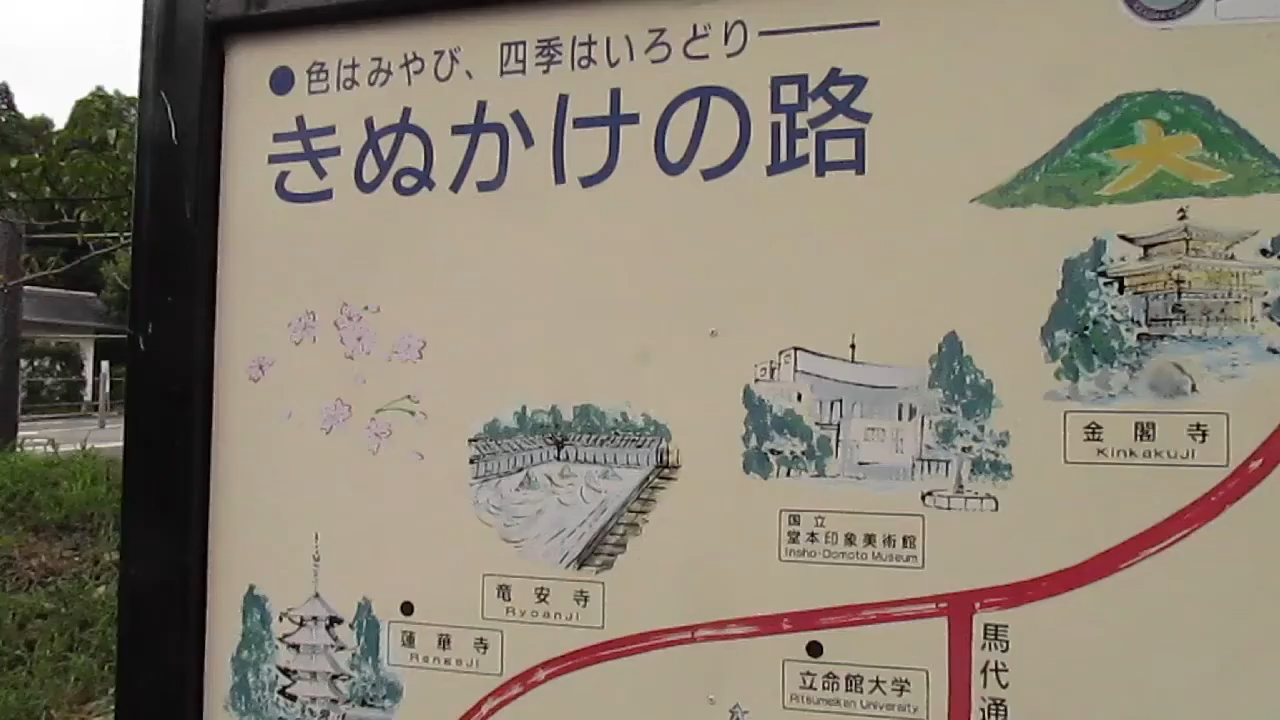 ●色はみやび、四季はいろどり──
きぬかけの路
大
金閣寺
Kinkakuji
国立
堂本印象美術館
Insho-Domoto Museum
竜安寺
Ryoanji
蓮華寺
Rengeji
立命館大学
Ritsumeikan University
馬代通